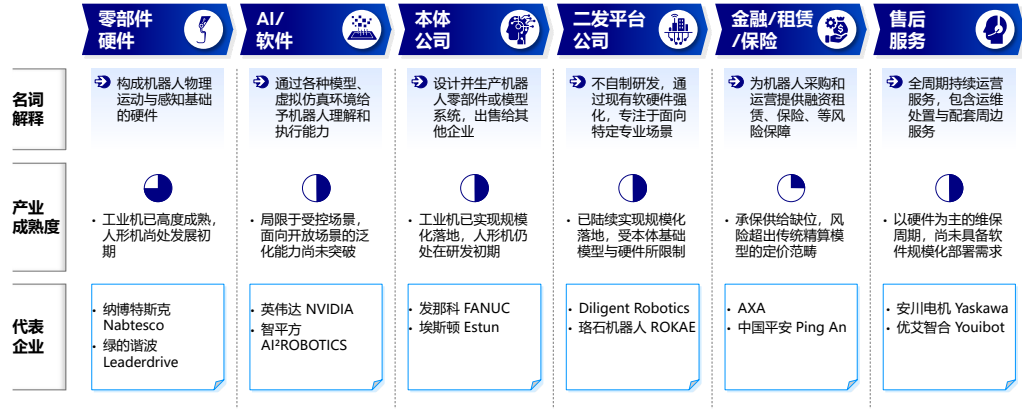 零部件
硬件
AI/
软件
本体
公司
二发平台
公司
金融/租赁
/保险
售后
服务
名词
解释
构成机器人物理
运动与感知基础
的硬件
通过各种模型、
虚拟仿真环境给
予机器人理解和
执行能力
设计并生产机器
人零部件或模型
系统，出售给其
他企业
不自制研发，通
过现有软硬件强
化，专注于面向
特定专业场景
为机器人采购和
运营提供融资租
赁、保险、等风
险保障
全周期持续运营
服务，包含运维
处置与配套周边
服务
产业
成熟度
• 工业机已高度成熟，
人形机尚处发展初
期
• 局限于受控场景，
面向开放场景的泛
化能力尚未突破
• 工业机已实现规模
化落地，人形机仍
处在研发初期
• 已陆续实现规模化
落地，受本体基础
模型与硬件所限制
• 承保供给缺位，风
险超出传统精算模
型的定价范畴
• 以硬件为主的维保
周期，尚未具备软
件规模化部署需求
代表
企业
• 纳博特斯克
Nabtesco
• 绿的谐波
Leaderdrive
• 英伟达 NVIDIA
• 智平方
AI²ROBOTICS
• 发那科 FANUC
• 埃斯顿 Estun
• Diligent Robotics
• 珞石机器人 ROKAE
• AXA
• 中国平安 Ping An
• 安川电机 Yaskawa
• 优艾智合 Youibot